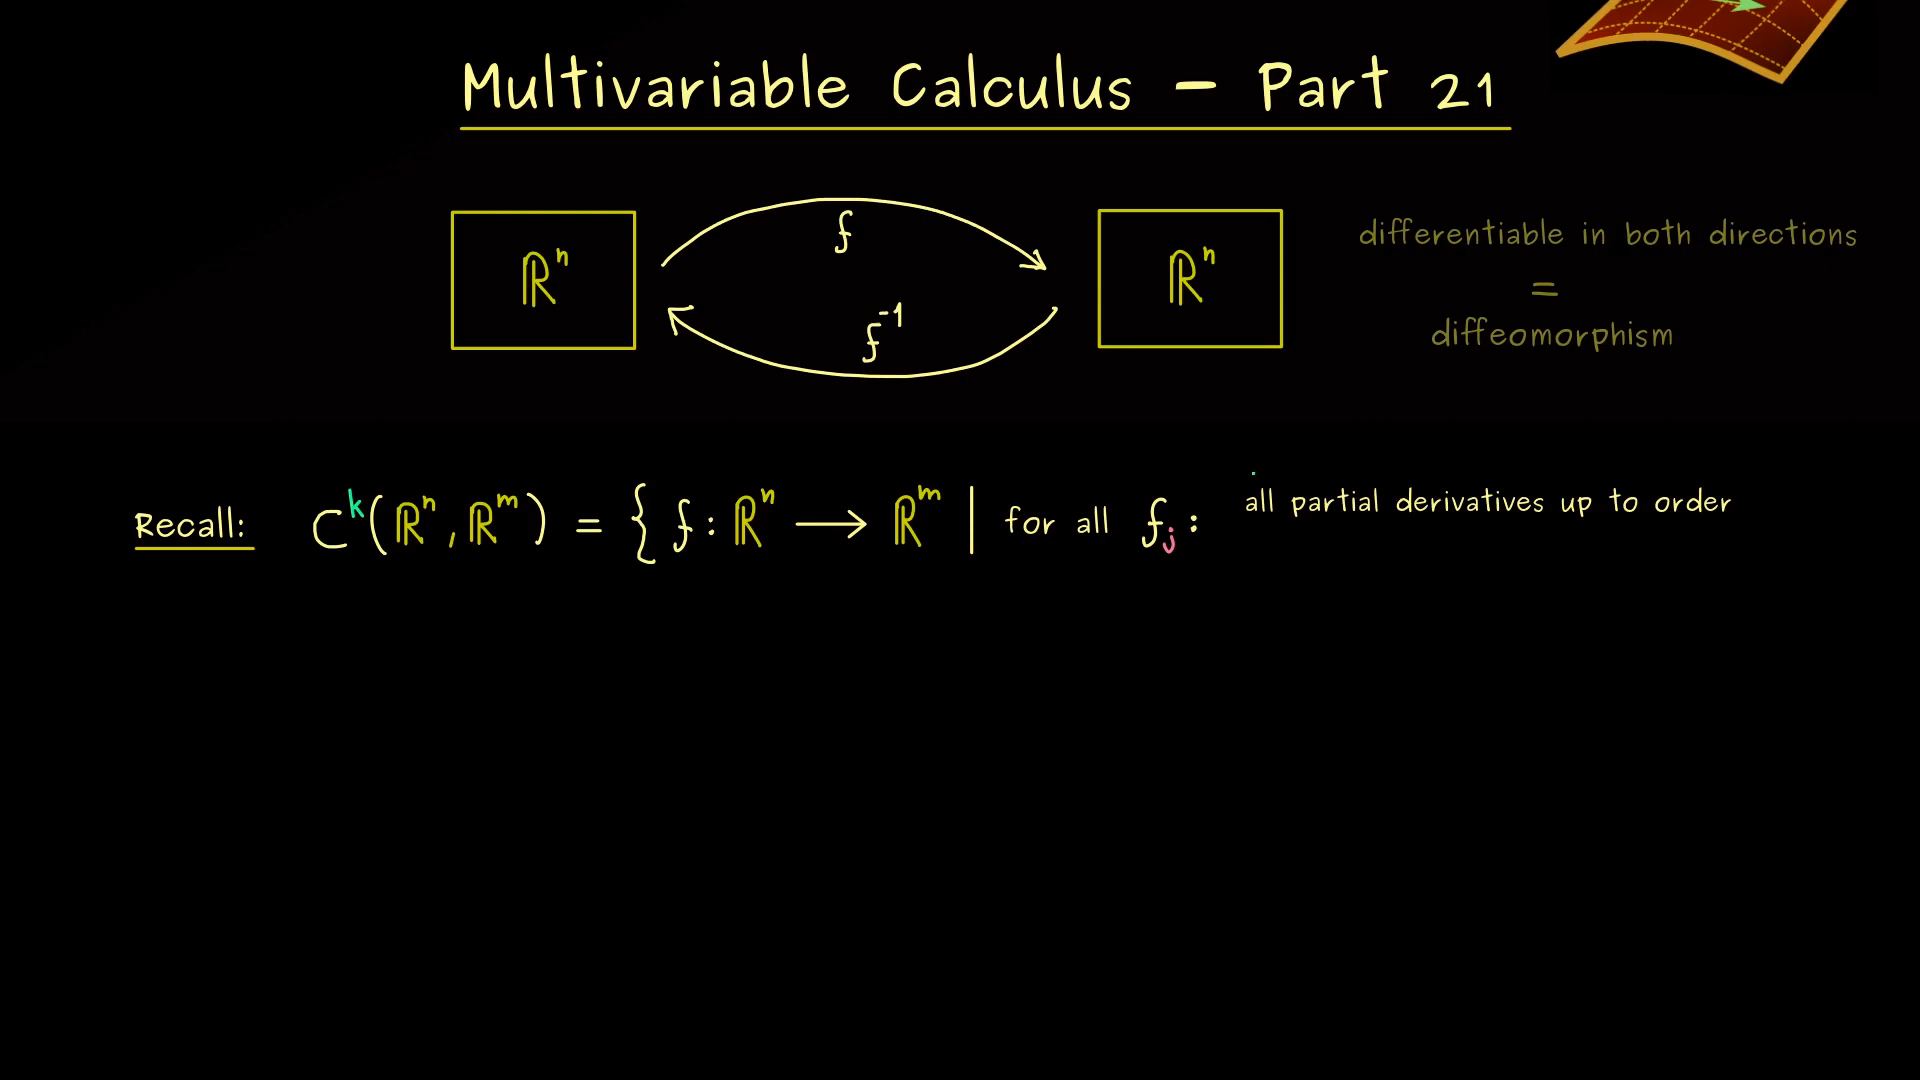 Multivariable Calculus – Part 21
ℝⁿ f ℝⁿ differentiable in both directions
f⁻¹ =
diffeomorphism
Recall: Cᵏ(ℝⁿ, ℝᵐ) = { f : ℝⁿ ⟶ ℝᵐ | for all fⱼ : all partial derivatives up to order